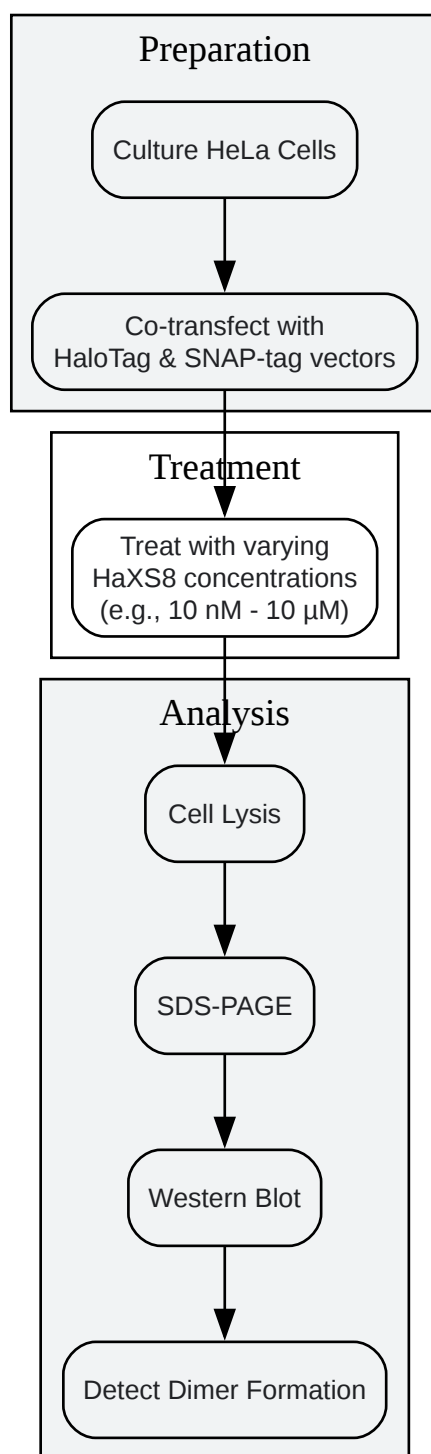 Preparation
Culture HeLa Cells
Co-transfect with
HaloTag & SNAP-tag vectors
Treatment
Treat with varying
HaXS8 concentrations
(e.g., 10 nM - 10 µM)
Analysis
Cell Lysis
SDS-PAGE
Western Blot
Detect Dimer Formation